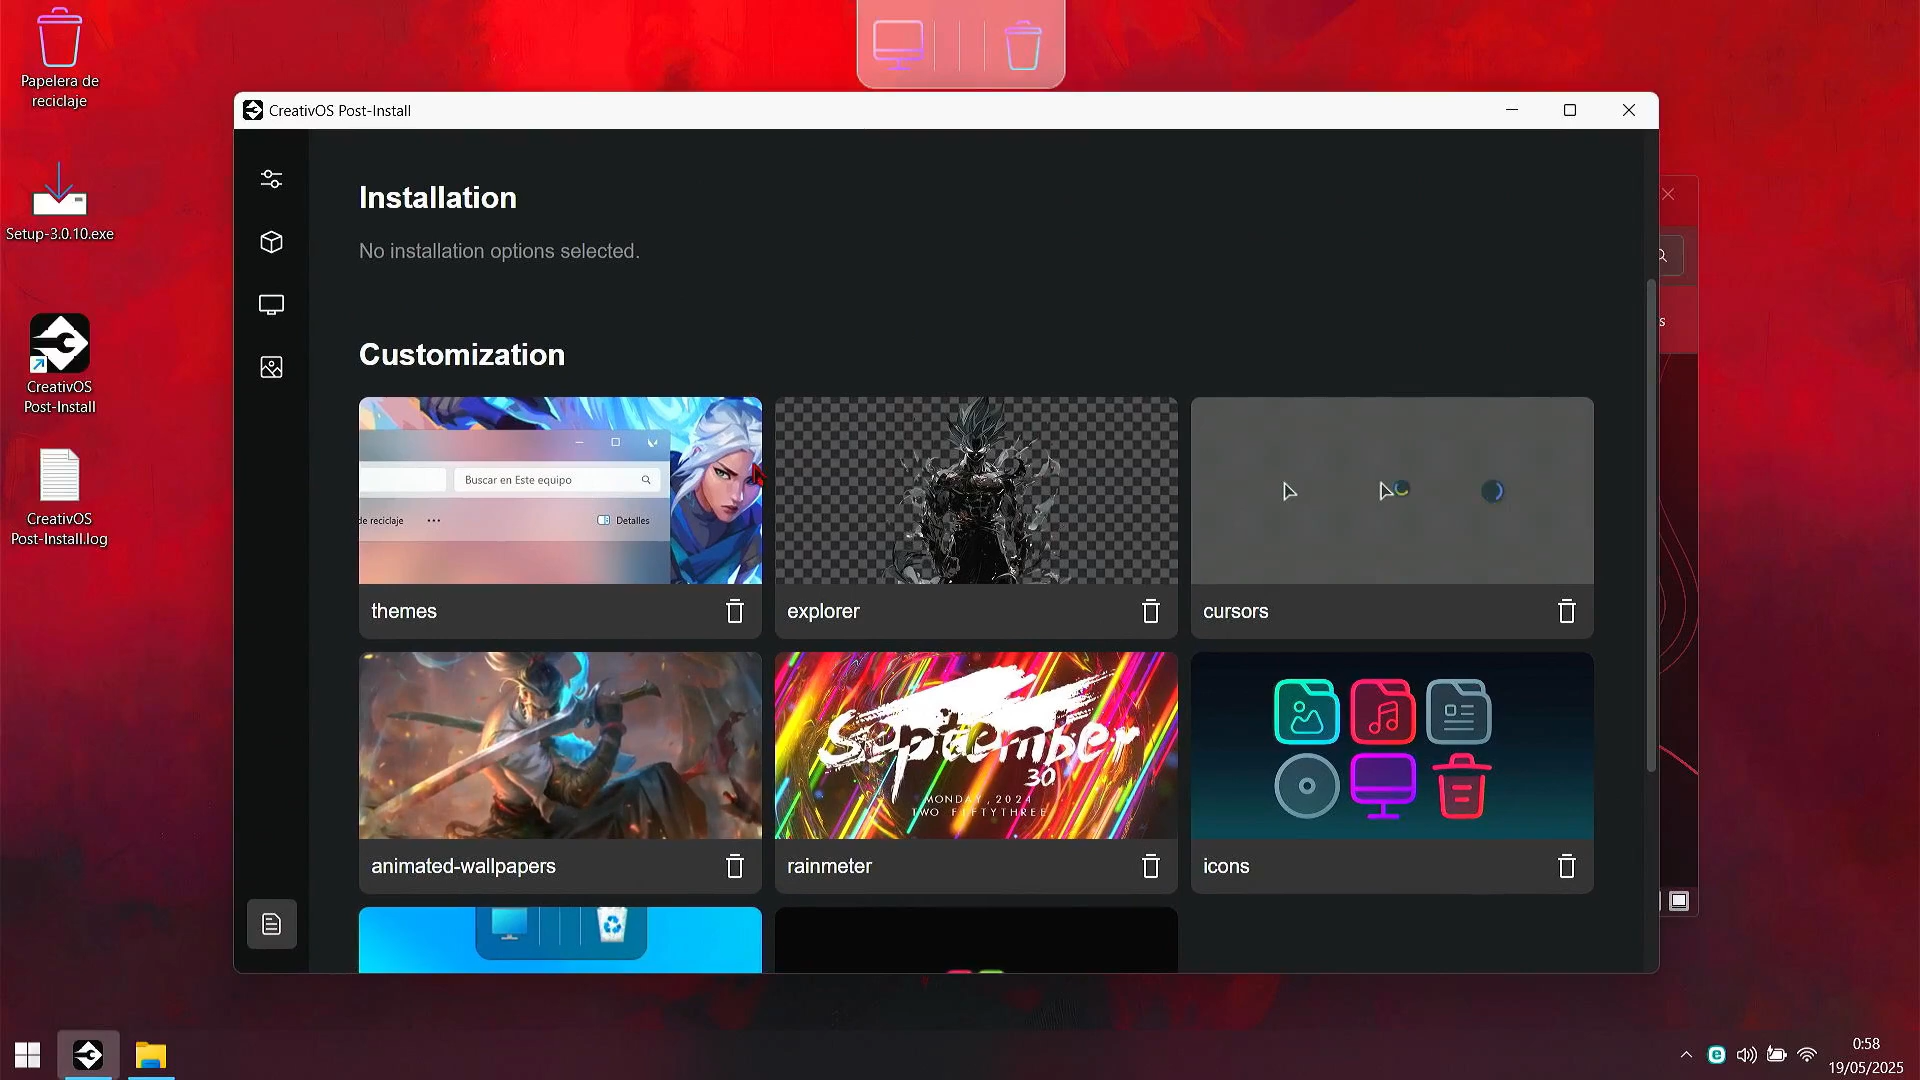 Papelera de
reciclaje
Setup-3.0.10.exe
CreativOS
Post-Install
CreativOS
Post-Install.log
CreativOS Post-Install
Installation
No installation options selected.
Customization
Buscar en Este equipo
de reciclaje
Detalles
themes
explorer
cursors
September
30
MONDAY, 2024
TWO FIFTYTHREE
animated-wallpapers
rainmeter
icons
s
0:58
19/05/2025